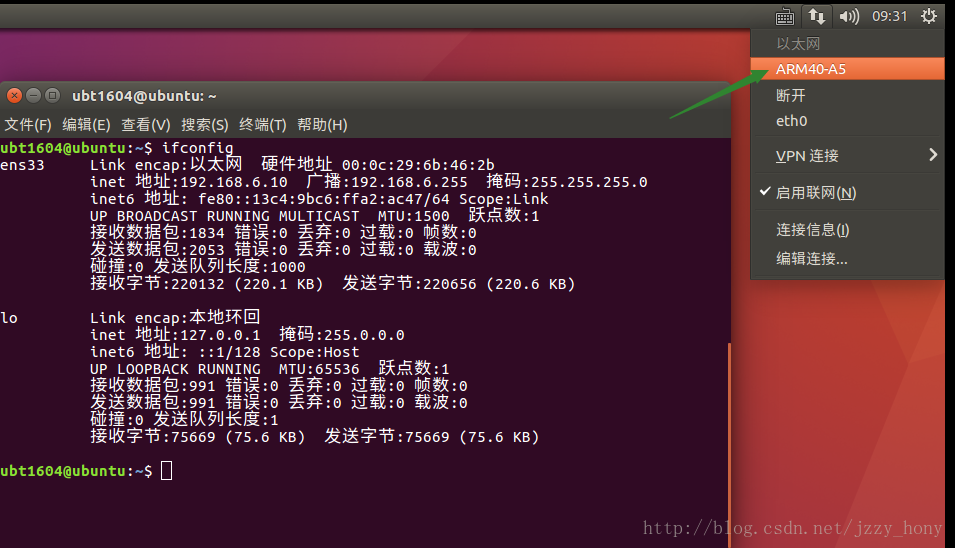 09:31
以太网
ARM40-A5
断开
eth0
VPN 连接
启用联网(N)
连接信息(I)
编辑连接...
ubt1604@ubuntu: ~
文件(F) 编辑(E) 查看(V) 搜索(S) 终端(T) 帮助(H)
ubt1604@ubuntu:~$ ifconfig
ens33 Link encap:以太网 硬件地址 00:0c:29:6b:46:2b
inet 地址:192.168.6.10 广播:192.168.6.255 掩码:255.255.255.0
inet6 地址: fe80::13c4:9bc6:ffa2:ac47/64 Scope:Link
UP BROADCAST RUNNING MULTICAST MTU:1500 跃点数:1
接收数据包:1834 错误:0 丢弃:0 过载:0 帧数:0
发送数据包:2053 错误:0 丢弃:0 过载:0 载波:0
碰撞:0 发送队列长度:1000
接收字节:220132 (220.1 KB) 发送字节:220656 (220.6 KB)
lo Link encap:本地环回
inet 地址:127.0.0.1 掩码:255.0.0.0
inet6 地址: ::1/128 Scope:Host
UP LOOPBACK RUNNING MTU:65536 跃点数:1
接收数据包:991 错误:0 丢弃:0 过载:0 帧数:0
发送数据包:991 错误:0 丢弃:0 过载:0 载波:0
碰撞:0 发送队列长度:1
接收字节:75669 (75.6 KB) 发送字节:75669 (75.6 KB)
ubt1604@ubuntu:~$
http://blog.csdn.net/jzzy_hony